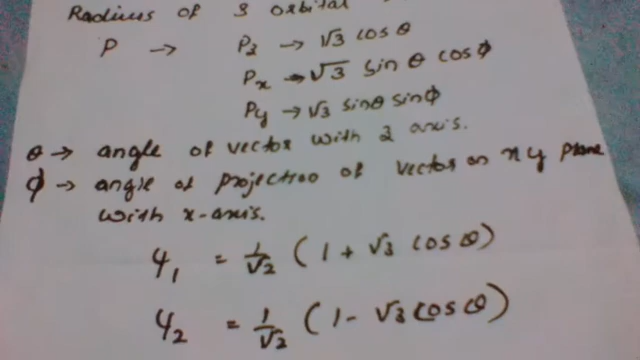 Radius of S orbital
P → Pz → √3 cos θ
Px → √3 sin θ cos ϕ
Py → √3 sinθ sinϕ
θ → angle of vector with z axis.
ϕ → angle of projection of vector on xy plane
with x-axis.
Ψ1 = 1/√2 (1 + √3 cos θ)
Ψ2 = 1/√2 (1 - √3 cos θ)